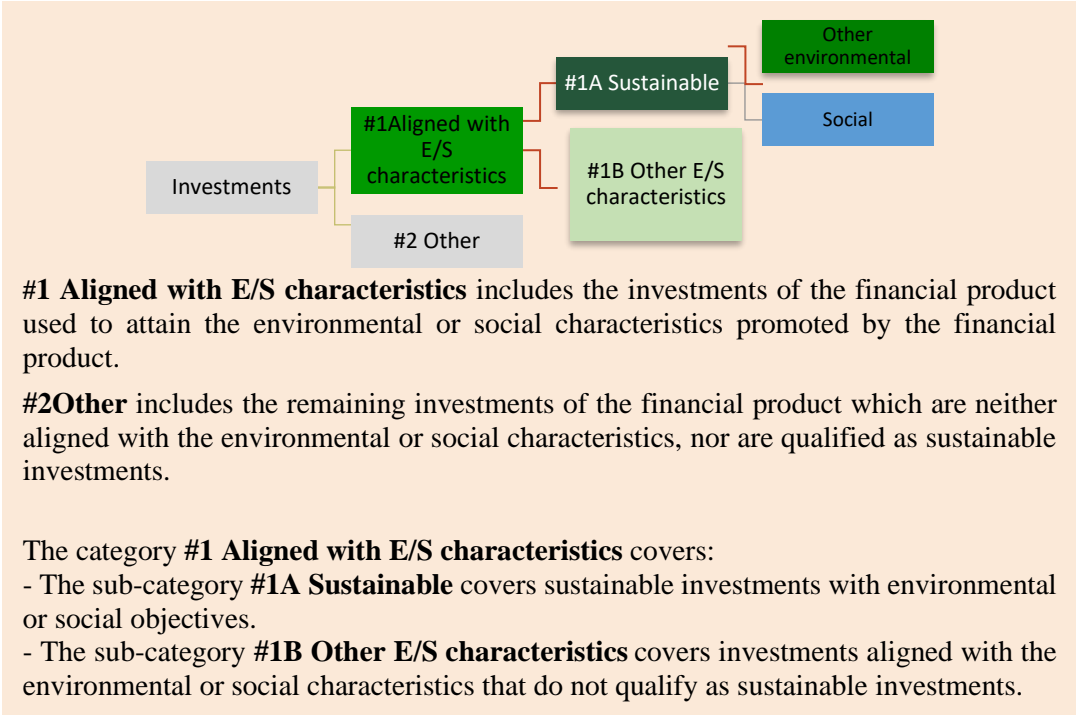 Other
environmental
#1A Sustainable
Social
#1Aligned with
E/S
characteristics
#1B Other E/S
characteristics
Investments
#2 Other
#1 Aligned with E/S characteristics includes the investments of the financial product
used to attain the environmental or social characteristics promoted by the financial
product.
#2Other includes the remaining investments of the financial product which are neither
aligned with the environmental or social characteristics, nor are qualified as sustainable
investments.
The category #1 Aligned with E/S characteristics covers:
- The sub-category #1A Sustainable covers sustainable investments with environmental
or social objectives.
- The sub-category #1B Other E/S characteristics covers investments aligned with the
environmental or social characteristics that do not qualify as sustainable investments.